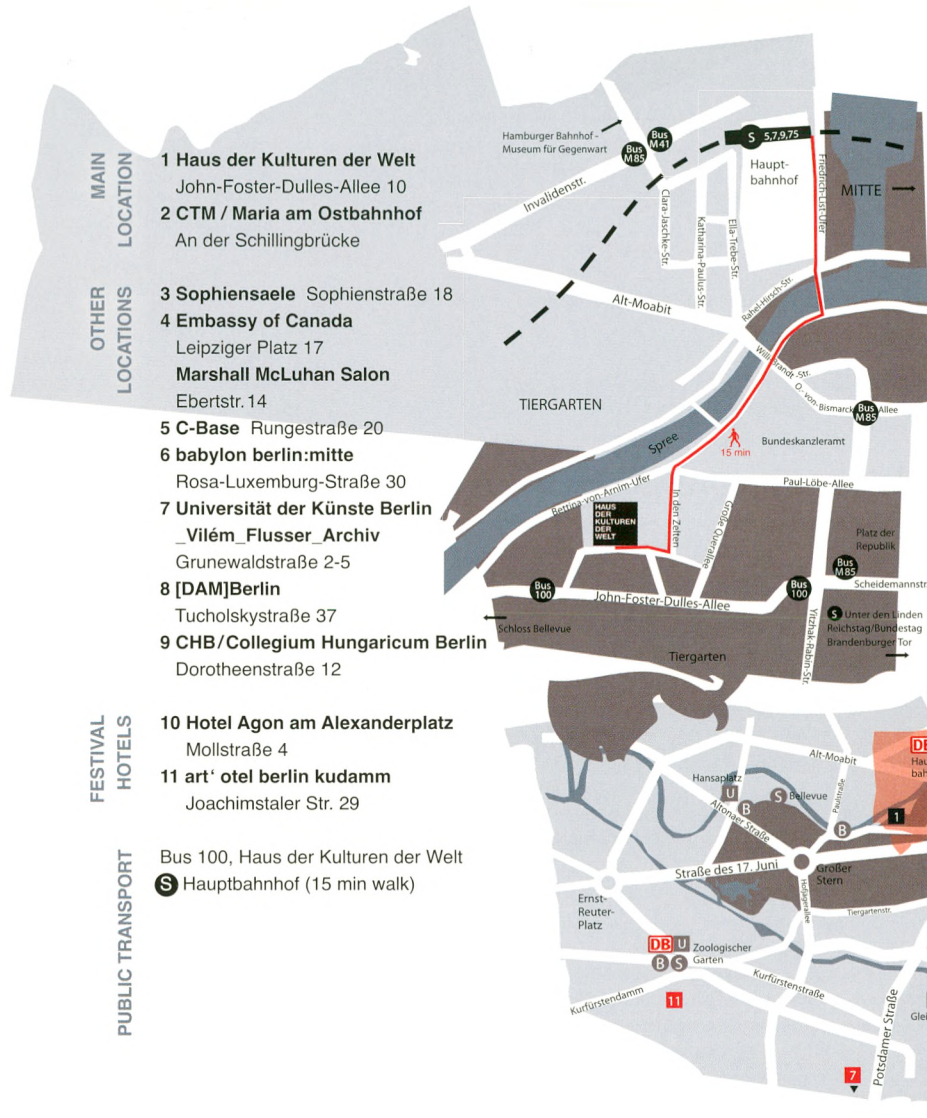 MAIN
LOCATION
1 Haus der Kulturen der Welt
John-Foster-Dulles-Allee 10
2 CTM / Maria am Ostbahnhof
An der Schillingbrücke
OTHER
LOCATIONS
3 Sophiensaele Sophienstraße 18
4 Embassy of Canada
Leipziger Platz 17
Marshall McLuhan Salon
Ebertstr. 14
5 C-Base Rungestraße 20
6 babylon berlin:mitte
Rosa-Luxemburg-Straße 30
7 Universität der Künste Berlin
_Vilém_Flusser_Archiv
Grunewaldstraße 2-5
8 [DAM]Berlin
Tucholskystraße 37
9 CHB/Collegium Hungaricum Berlin
Dorotheenstraße 12
FESTIVAL
HOTELS
10 Hotel Agon am Alexanderplatz
Mollstraße 4
11 art‘ otel berlin kudamm
Joachimstaler Str. 29
PUBLIC TRANSPORT
Bus 100, Haus der Kulturen der Welt
S Hauptbahnhof (15 min walk)
Hamburger Bahnhof -
Museum für Gegenwart
Bus
M41
Bus
M85
S 5,7,9,75
Haupt-
bahnhof
Friedrich-List-Ufer
MITTE
Invalidenstr.
Clara-Jaschke-Str.
Katharina-Paulus-Str.
Ella-Trebe-Str.
Alt-Moabit
Rahel-Hirsch-Str.
Willy-Brandt-Str.
O.-von-Bismarck Allee
Bus
M85
TIERGARTEN
Spree
15 min
Bundeskanzleramt
Bettina-von-Arnim-Ufer
In den Zelten
Große Querallee
Paul-Löbe-Allee
HAUS
DER
KULTUREN
DER
WELT
Platz der
Republik
Bus
M85
Scheidemannstr.
Bus
100
John-Foster-Dulles-Allee
Bus
100
Yitzhak-Rabin-Str.
Schloss Bellevue
S Unter den Linden
Reichstag/Bundestag
Brandenburger Tor
Tiergarten
Alt-Moabit
DB
Hau
bah
Hansaplatz
U
B
S Bellevue
Paulstraße
B
1
Altonaer Straße
Straße des 17. Juni
Großer
Stern
Ernst-
Reuter-
Platz
Hofjägerallee
Tiergartenstr.
DB U Zoologischer
B S Garten
Kurfürstenstraße
Kurfürstendamm
11
Potsdamer Straße
Glei
7